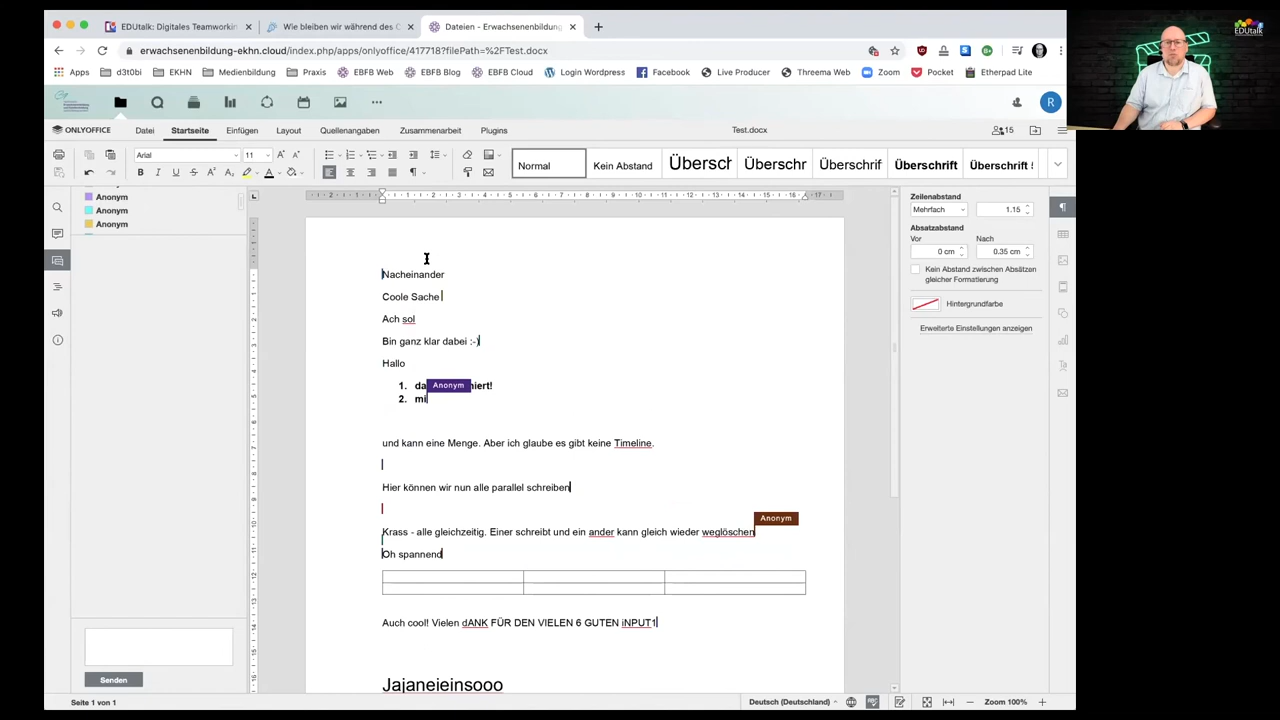 EDUtalk: Digitales Teamworkin
Wie bleiben wir während des C
Dateien - Erwachsenenbildung
erwachsenenbildung-ekhn.cloud/index.php/apps/onlyoffice/417718?filePath=%2FTest.docx
Apps d3t0bi EKHN Medienbildung Praxis EBFB Web EBFB Blog EBFB Cloud Login Wordpress Facebook Live Producer Threema Web Zoom Pocket Etherpad Lite
EDUtalk
R
ONLYOFFICE Datei Startseite Einfügen Layout Quellenangaben Zusammenarbeit Plugins Test.docx 15
Arial 11
Normal Kein Abstand Übersch Überschr Überschrif Überschrift Überschrift
Anonym
Anonym
Anonym
Nacheinander
Coole Sache
Ach sol
Bin ganz klar dabei :-)
Hallo
1. da Anonym niert!
2. mi
und kann eine Menge. Aber ich glaube es gibt keine Timeline.
Hier können wir nun alle parallel schreiben
Anonym
Krass - alle gleichzeitig. Einer schreibt und ein ander kann gleich wieder weglöschen
Oh spannend
Auch cool! Vielen dANK FÜR DEN VIELEN 6 GUTEN iNPUT1
Jajaneieinsooo
Zeilenabstand
Mehrfach 1.15
Absatzabstand
Vor Nach
0 cm 0.35 cm
Kein Abstand zwischen Absätzen
gleicher Formatierung
Hintergrundfarbe
Erweiterte Einstellungen anzeigen
Senden
Seite 1 von 1
Deutsch (Deutschland)
Zoom 100%